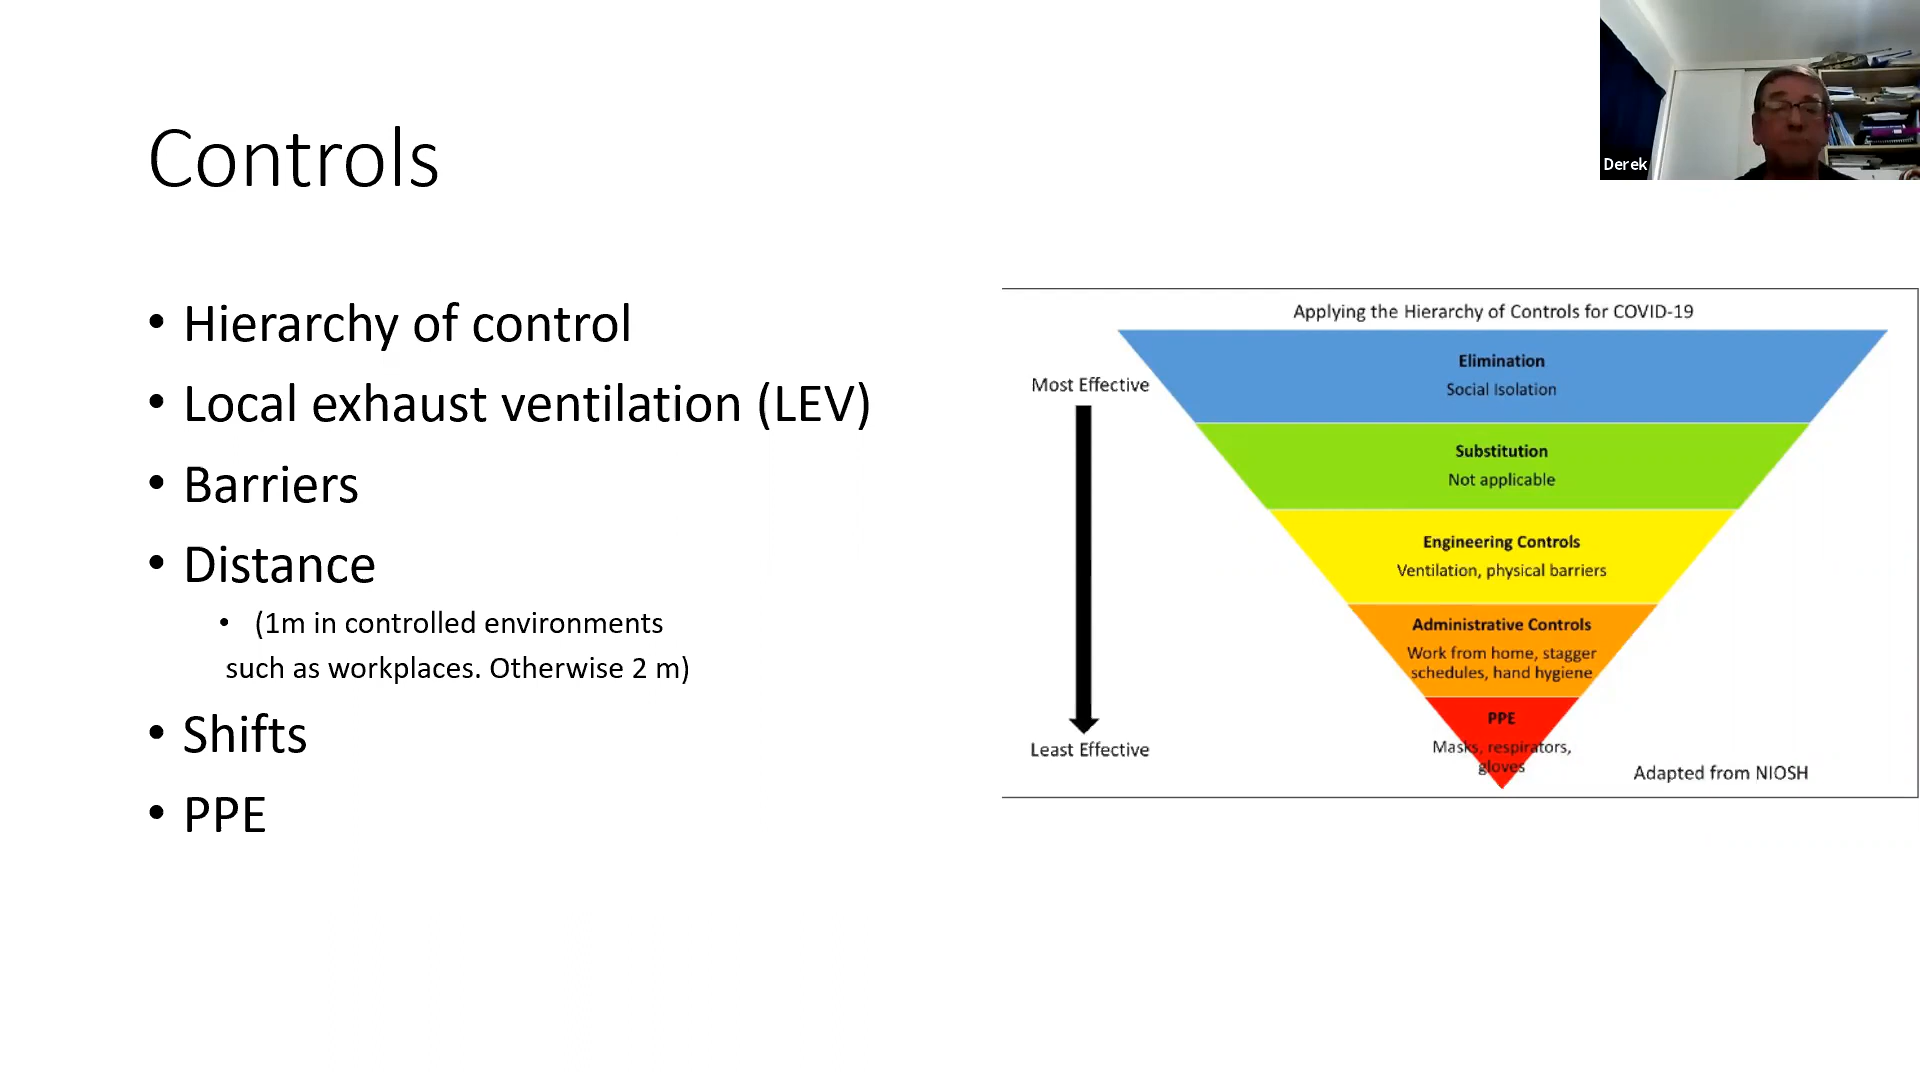 Derek
Controls
• Hierarchy of control
• Local exhaust ventilation (LEV)
• Barriers
• Distance
• (1m in controlled environments
such as workplaces. Otherwise 2 m)
• Shifts
• PPE
Applying the Hierarchy of Controls for COVID-19
Most Effective
Least Effective
Elimination
Social Isolation
Substitution
Not applicable
Engineering Controls
Ventilation, physical barriers
Administrative Controls
Work from home, stagger
schedules, hand hygiene
PPE
Masks, respirators,
gloves
Adapted from NIOSH